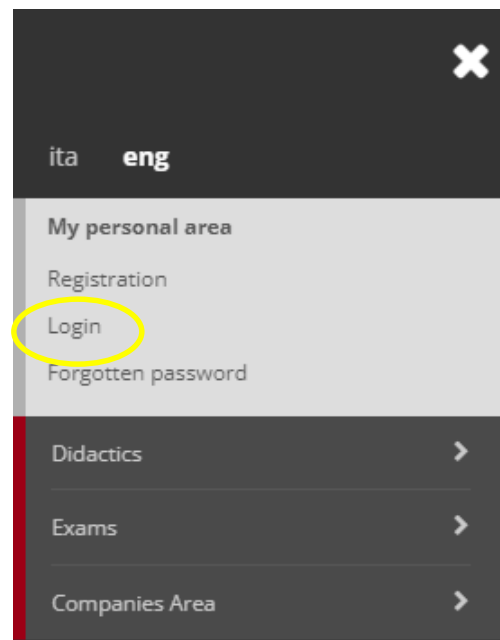 ita eng
My personal area
Registration
Login
Forgotten password
Didactics
Exams
Companies Area